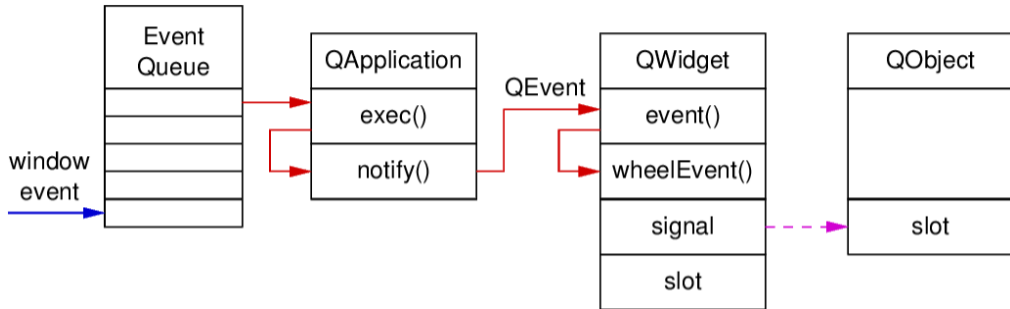 Event
Queue
window
event
QApplication
exec()
notify()
QEvent
QWidget
event()
wheelEvent()
signal
slot
QObject
slot